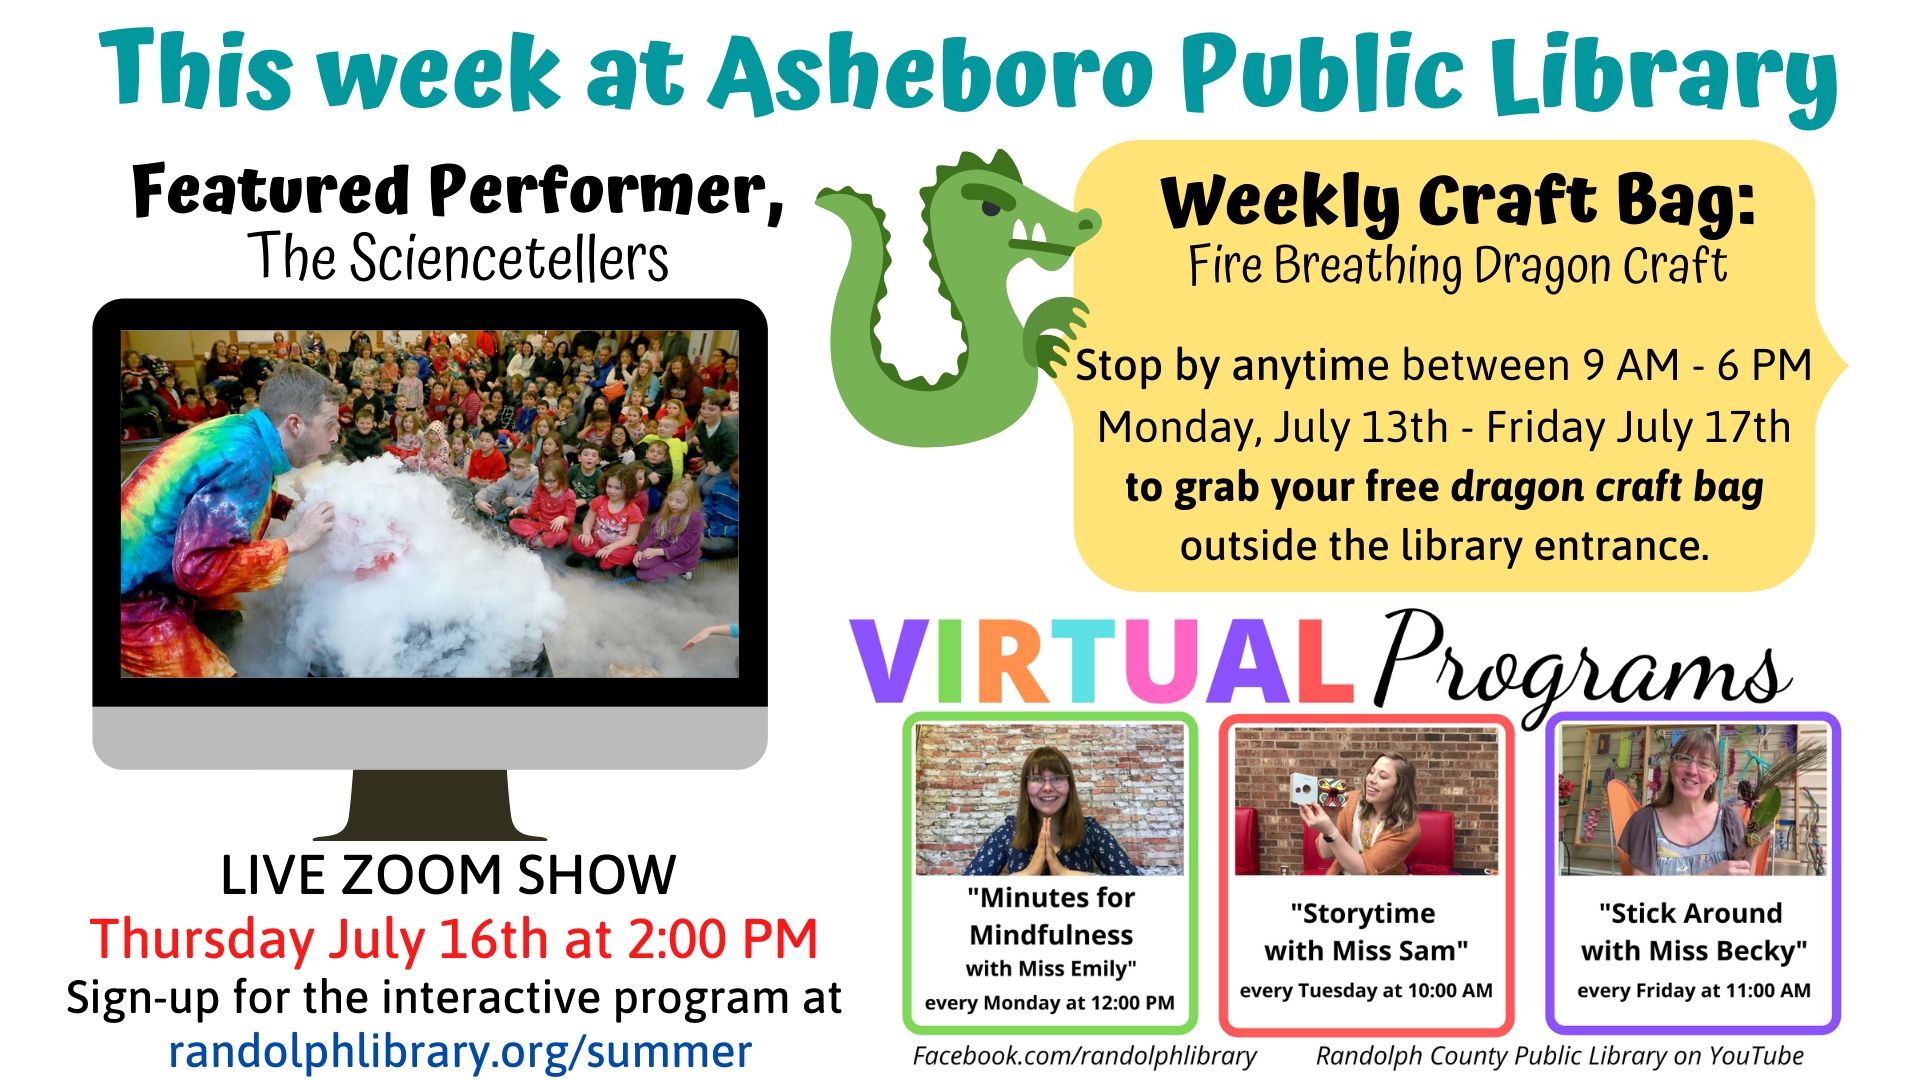 This week at Asheboro Public Library
Featured Performer,
The Sciencetellers
LIVE ZOOM SHOW
Thursday July 16th at 2:00 PM
Sign-up for the interactive program at
randolphlibrary.org/summer
Weekly Craft Bag:
Fire Breathing Dragon Craft
Stop by anytime between 9 AM - 6 PM
Monday, July 13th - Friday July 17th
to grab your free dragon craft bag
outside the library entrance.
VIRTUAL Programs
"Minutes for
Mindfulness
with Miss Emily"
every Monday at 12:00 PM
"Storytime
with Miss Sam"
every Tuesday at 10:00 AM
"Stick Around
with Miss Becky"
every Friday at 11:00 AM
Facebook.com/randolphlibrary
Randolph County Public Library on YouTube